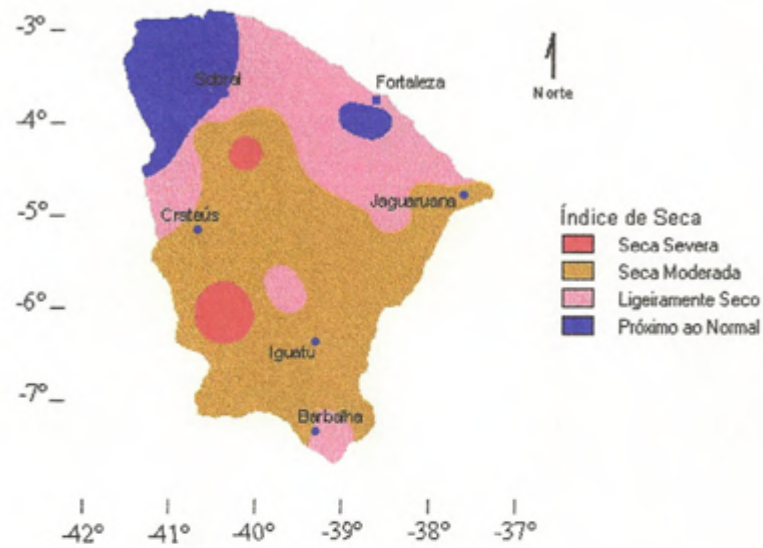 -3°
-4°
-5°
-6°
-7°
-42°
-41°
-40°
-39°
-38°
-37°
Sobral
Fortaleza
Norte
Jaguaruana
Crateús
Iguatu
Barbalha
Índice de Seca
Seca Severa
Seca Moderada
Ligeiramente Seco
Próximo ao Normal